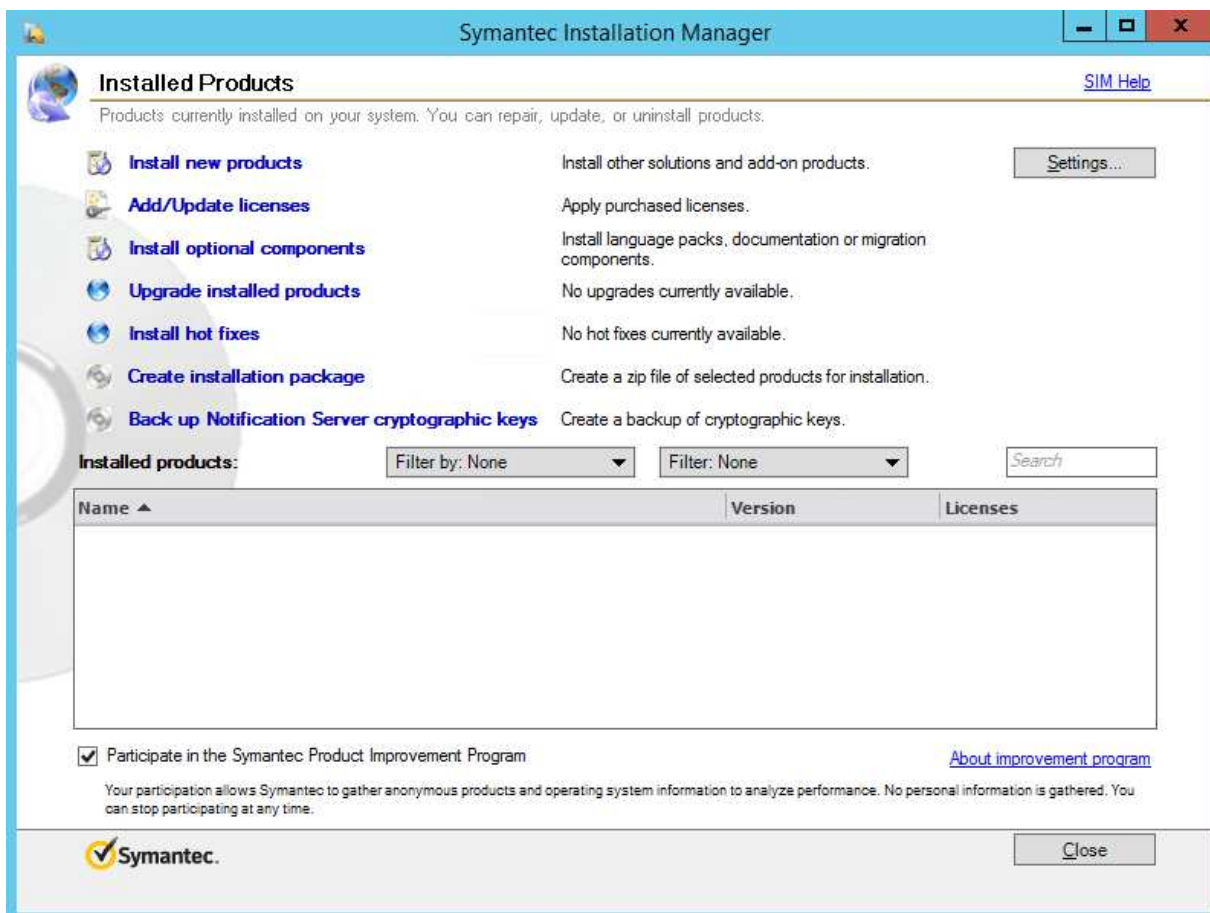 Symantec Installation Manager
Installed Products
SIM Help
Products currently installed on your system. You can repair, update, or uninstall products.
Install new products
Install other solutions and add-on products.
Settings...
Add/Update licenses
Apply purchased licenses.
Install optional components
Install language packs, documentation or migration
components.
Upgrade installed products
No upgrades currently available.
Install hot fixes
No hot fixes currently available.
Create installation package
Create a zip file of selected products for installation.
Back up Notification Server cryptographic keys
Create a backup of cryptographic keys.
Installed products:
Filter by: None
Filter: None
Search
Name
Version
Licenses
Participate in the Symantec Product Improvement Program
About improvement program
Your participation allows Symantec to gather anonymous products and operating system information to analyze performance. No personal information is gathered. You
can stop participating at any time.
Symantec.
Close